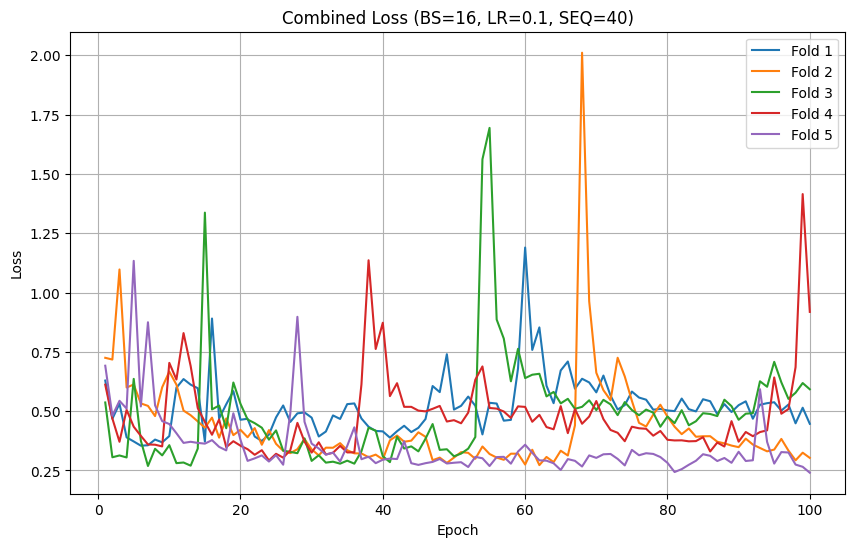 Combined Loss (BS=16, LR=0.1, SEQ=40)
Loss
2.00
1.75
1.50
1.25
1.00
0.75
0.50
0.25
Fold 1
Fold 2
Fold 3
Fold 4
Fold 5
0 20 40 60 80 100
Epoch